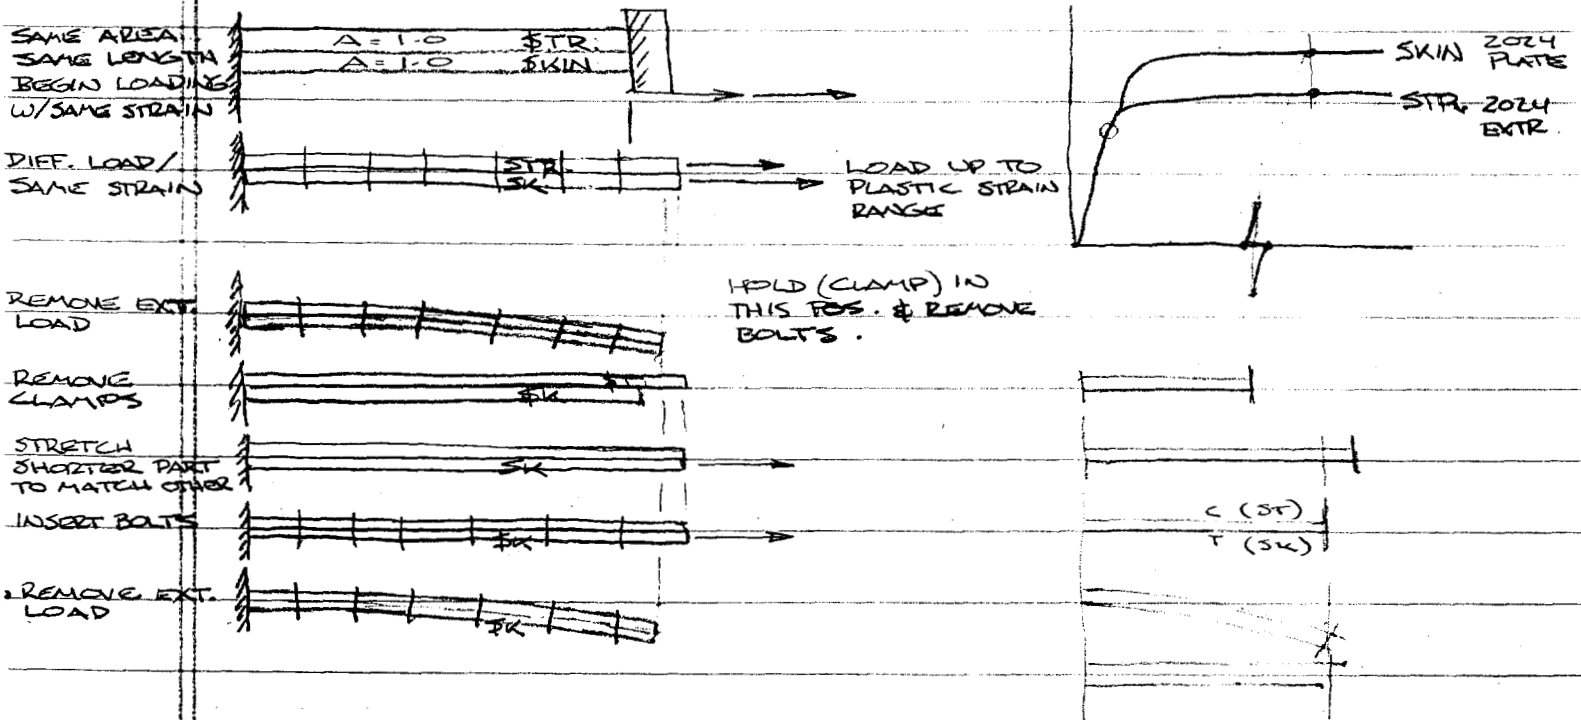 SAME AREA
SAME LENGTH
BEGIN LOADING
W/SAME STRAIN
A = 1.0 STR.
A = 1.0 SKIN
SKIN 2024 PLATE
STR. 2024 EXTR.
DIFF. LOAD/
SAME STRAIN
STR.
SK.
LOAD UP TO
PLASTIC STRAIN
RANGE
REMOVE EXT.
LOAD
HOLD (CLAMP) IN
THIS POS. & REMOVE
BOLTS.
REMOVE
CLAMPS
ST
SK
STRETCH
SHORTER PART
TO MATCH OTHER
SK
INSERT BOLTS
SK
C (ST)
T (SK)
REMOVE EXT.
LOAD
SK